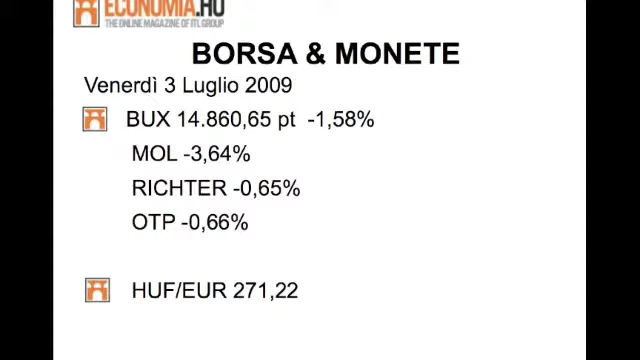 ECONOMIA.HU
THE ONLINE MAGAZINE OF ITL GROUP
BORSA & MONETE
Venerdì 3 Luglio 2009
BUX 14.860,65 pt -1,58%
MOL -3,64%
RICHTER -0,65%
OTP -0,66%
HUF/EUR 271,22